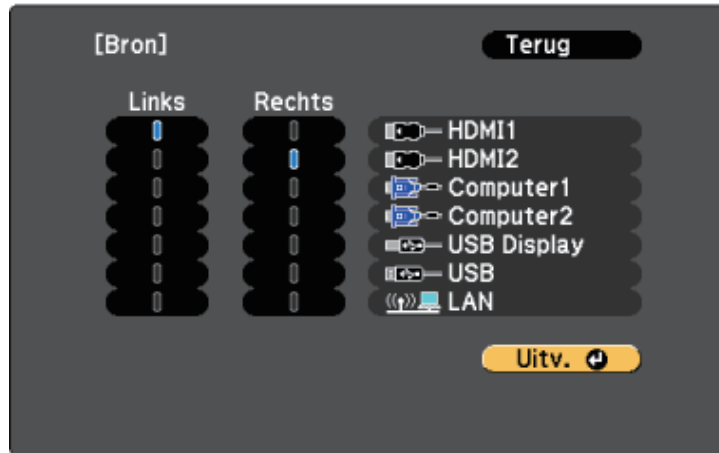 [Bron] Terug
Links Rechts
HDMI1
HDMI2
Computer1
Computer2
USB Display
USB
LAN
Uitv.